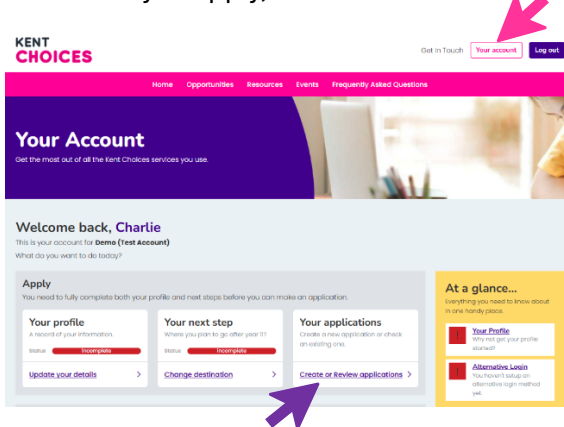 KENT
CHOICES
Get In Touch Your account Log out
Home Opportunities Resources Events Frequently Asked Questions
Your Account
Get the most out of all the Kent Choices services you use.
Welcome back, Charlie
This is your account for Demo (Test Account)
What do you want to do today?
Apply
You need to fully complete both your profile and next steps before you can make an application.
Your profile
A record of your information.
Status Incomplete
Update your details >
Your next step
Where you plan to go after year 11?
Status Incomplete
Change destination >
Your applications
Create a new application or check
an existing one.
Create or Review applications >
At a glance...
Everything you need to know about
in one handy place.
!
Your Profile
Why not get your profile
started?
!
Alternative Login
You haven't setup an
alternative login method
yet.